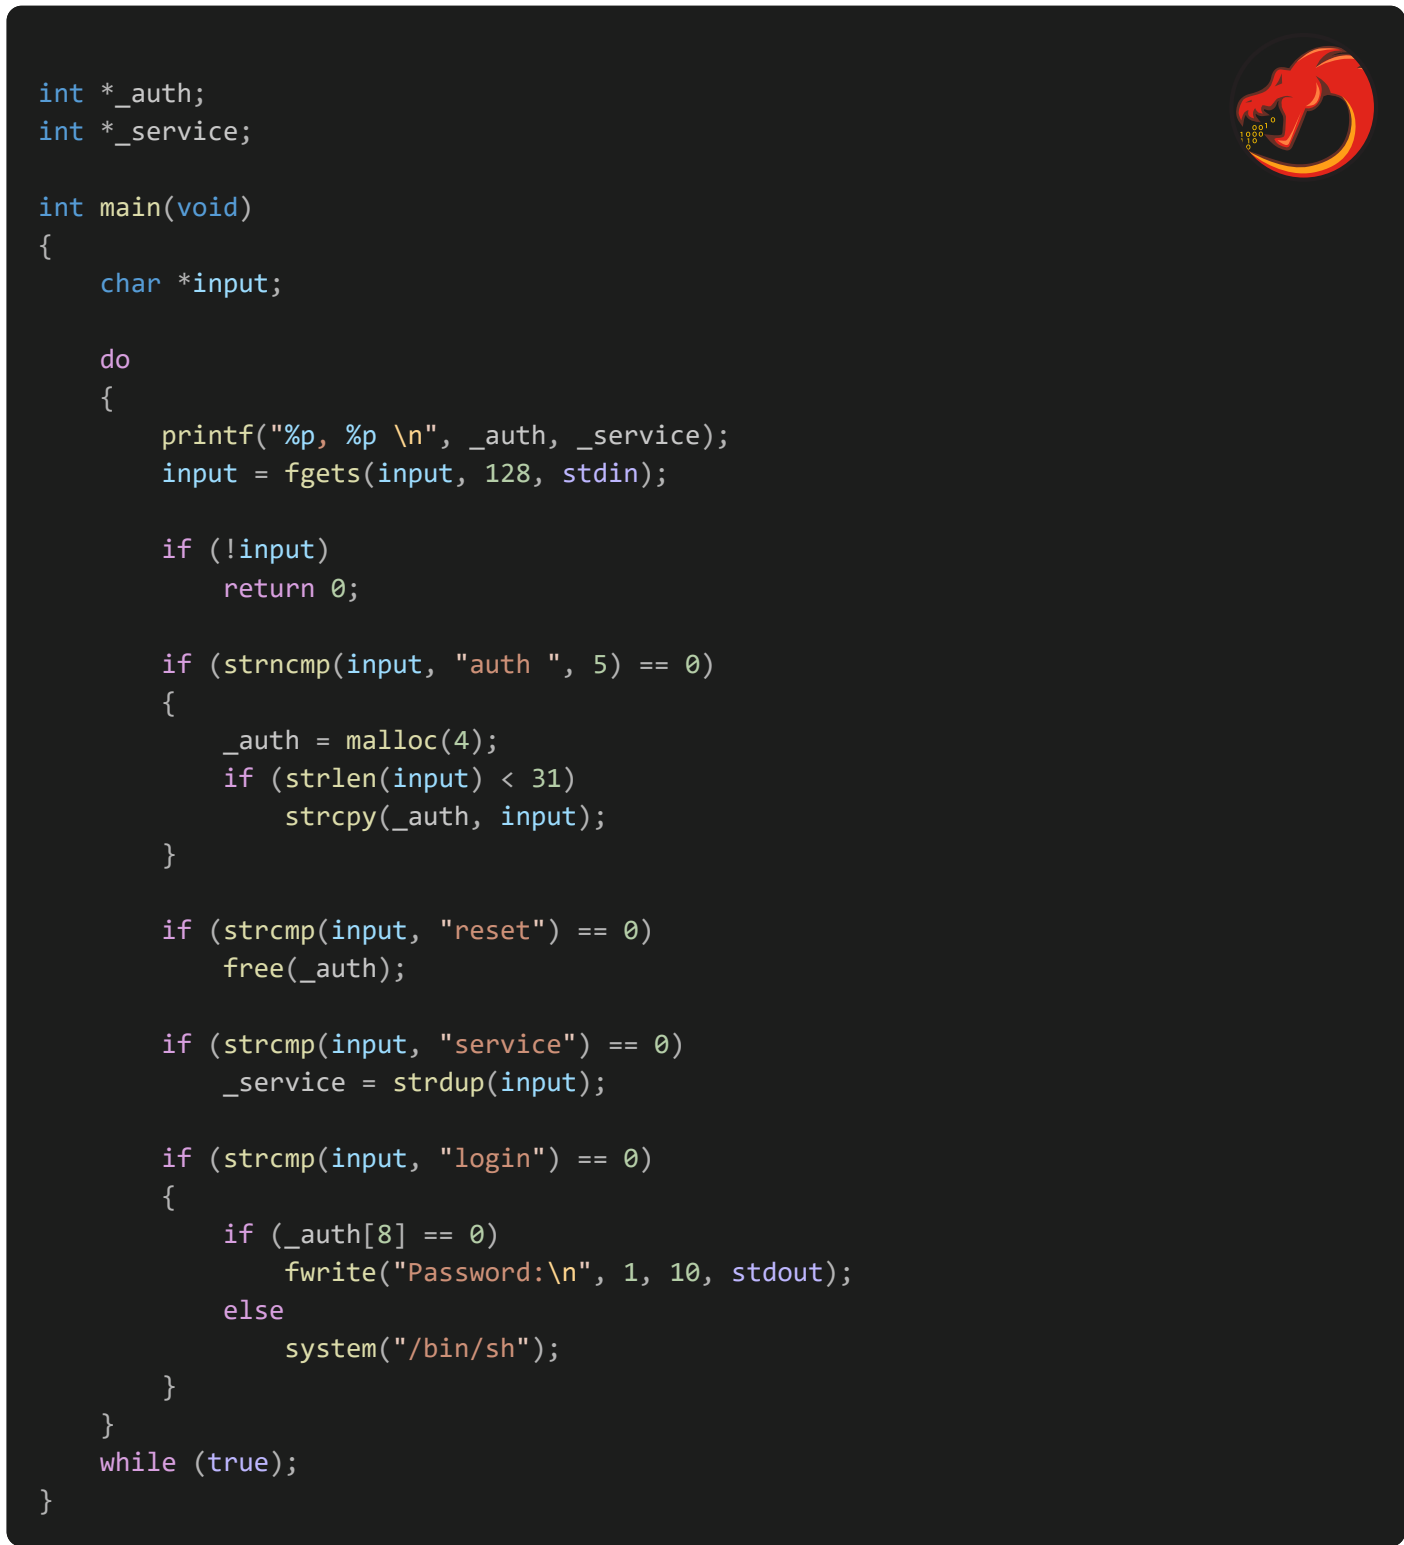 int *_auth;
int *_service;

int main(void)
{
    char *input;

    do
    {
        printf("%p, %p \n", _auth, _service);
        input = fgets(input, 128, stdin);

        if (!input)
            return 0;

        if (strncmp(input, "auth ", 5) == 0)
        {
            _auth = malloc(4);
            if (strlen(input) < 31)
                strcpy(_auth, input);
        }

        if (strcmp(input, "reset") == 0)
            free(_auth);

        if (strcmp(input, "service") == 0)
            _service = strdup(input);

        if (strcmp(input, "login") == 0)
        {
            if (_auth[8] == 0)
                fwrite("Password:\n", 1, 10, stdout);
            else
                system("/bin/sh");
        }
    }
    while (true);
}